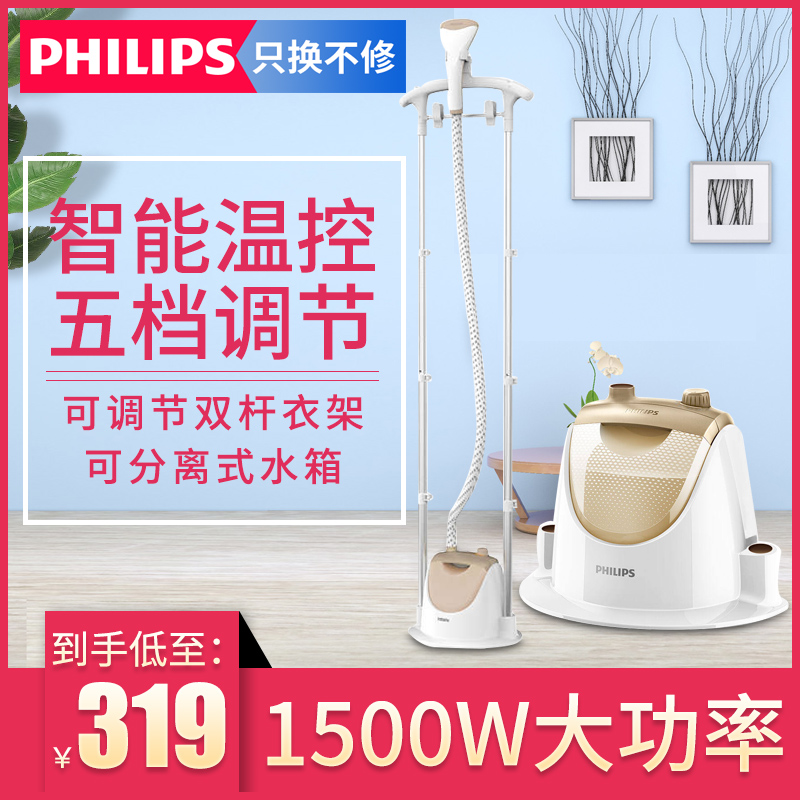 PHILIPS 只换不修
智能温控
五档调节
可调节双杆衣架
可分离式水箱
PHILIPS
PHILIPS
到手低至：
¥319
1500W大功率